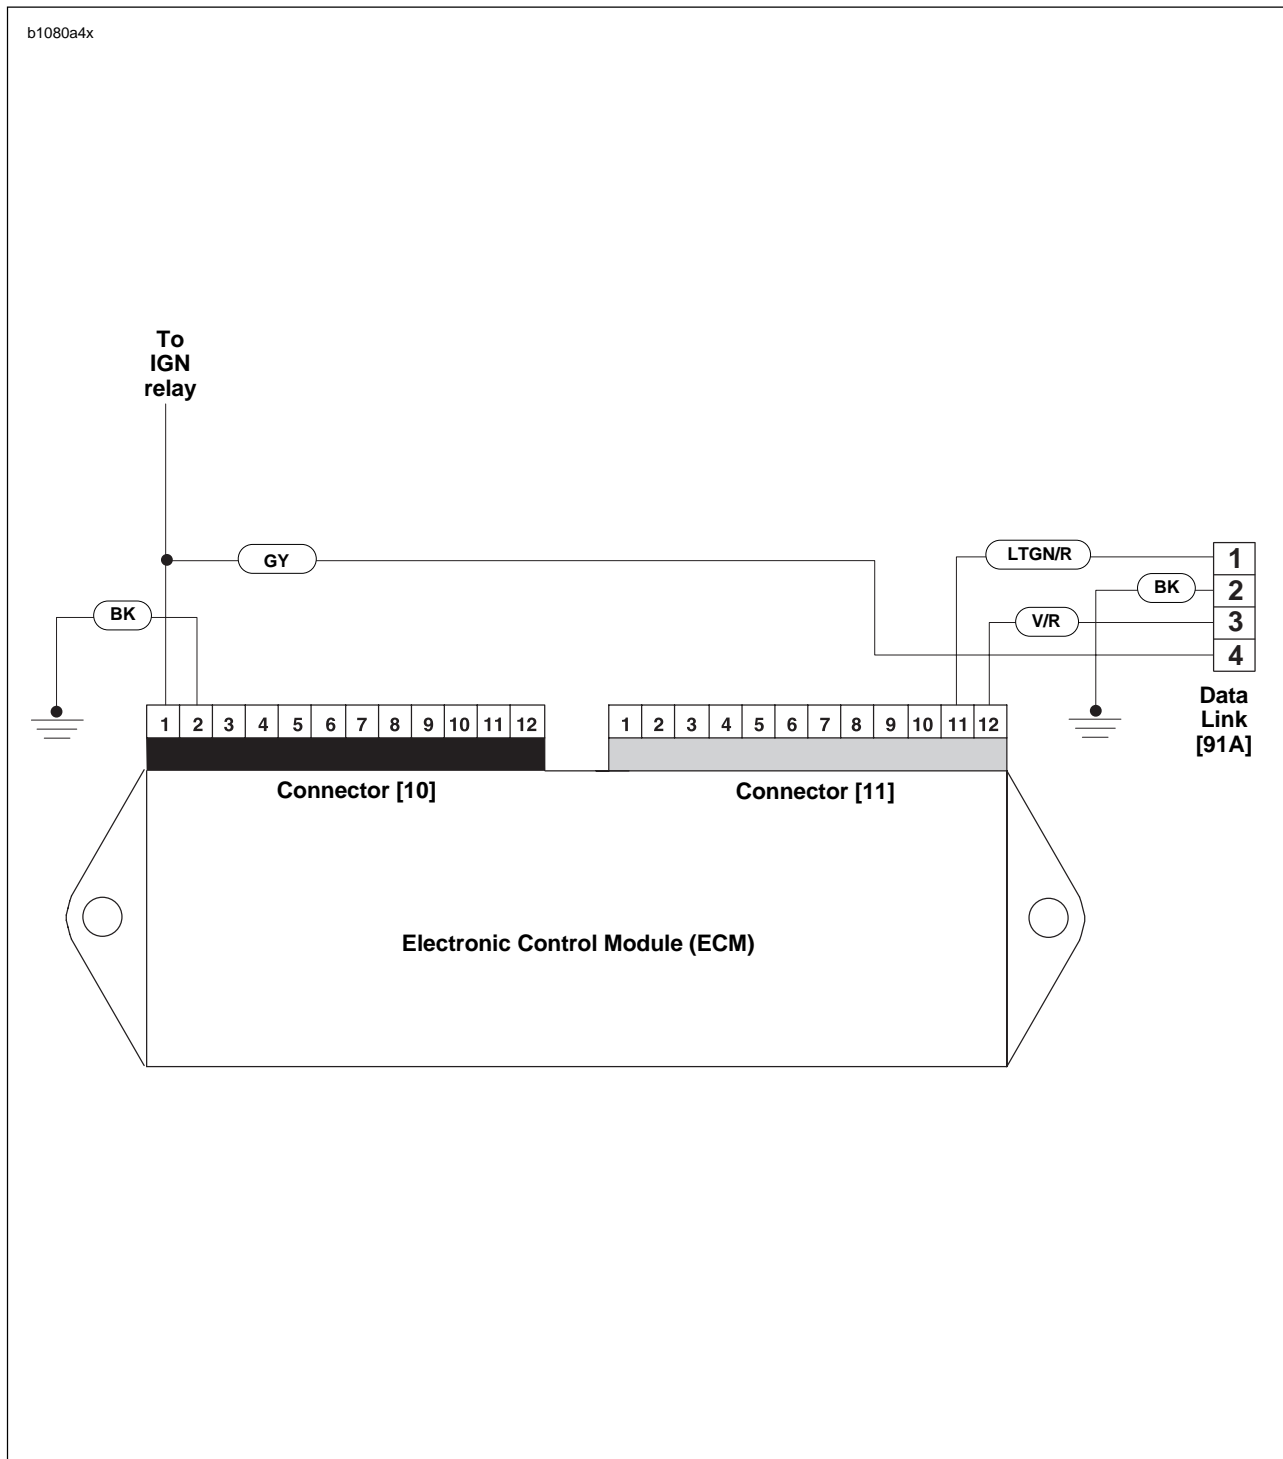 b1080a4x
To
IGN
relay
GY
LTGN/R
1
BK
2
BK
V/R
3
4
Data
Link
[91A]
1 2 3 4 5 6 7 8 9 10 11 12
1 2 3 4 5 6 7 8 9 10 11 12
Connector [10]
Connector [11]
Electronic Control Module (ECM)